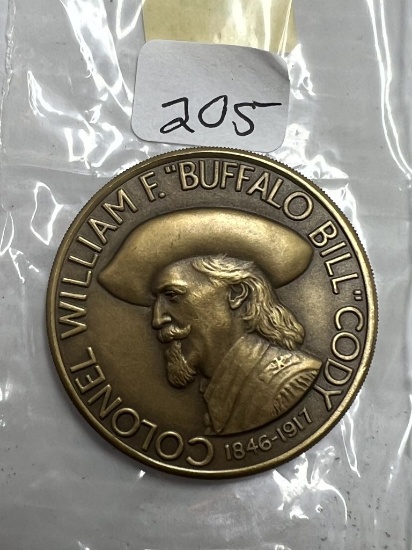 205
COLONEL WILLIAM F. "BUFFALO BILL" CODY
1846-1917